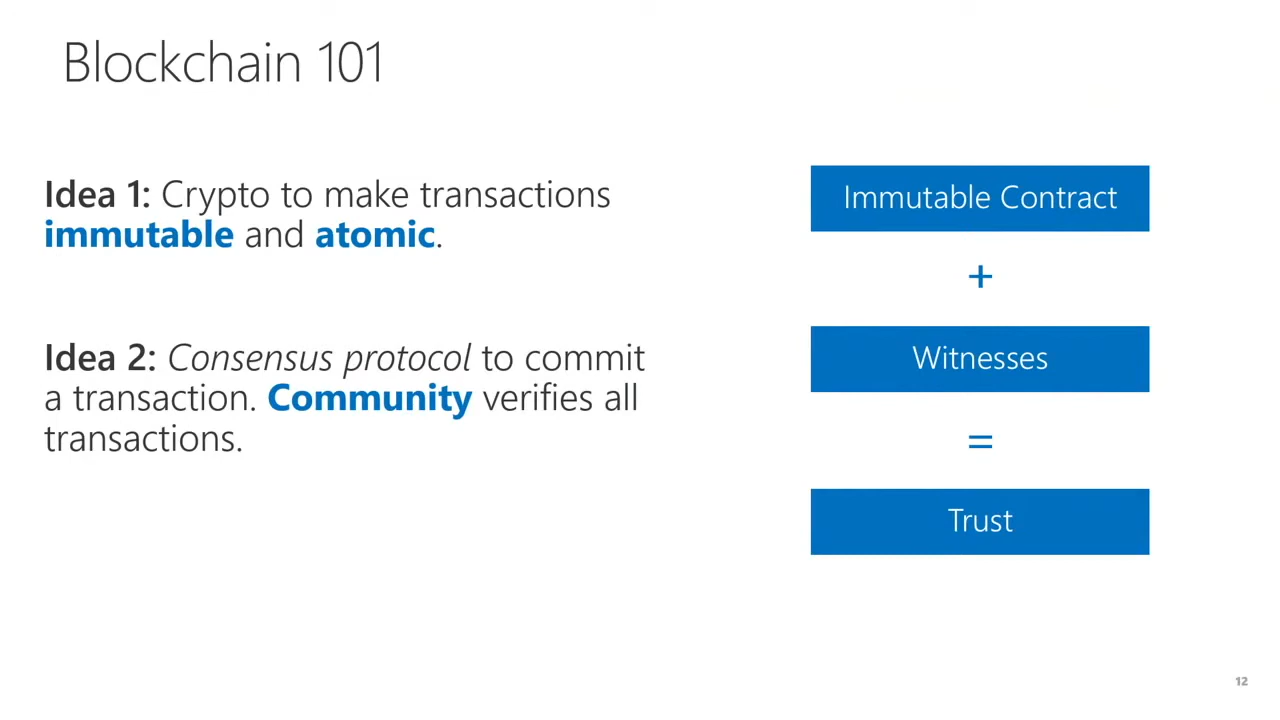 Blockchain 101
Idea 1: Crypto to make transactions
immutable and atomic.
Idea 2: Consensus protocol to commit
a transaction. Community verifies all
transactions.
Immutable Contract
+
Witnesses
=
Trust
12